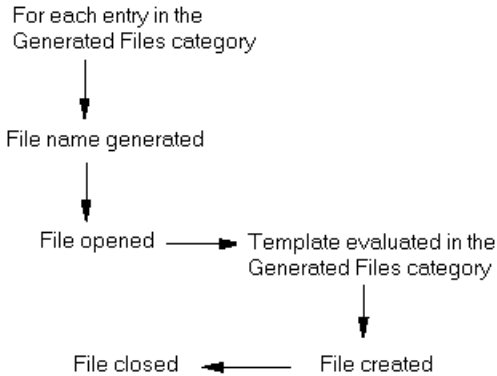 For each entry in the
Generated Files category
File name generated
File opened
Template evaluated in the
Generated Files category
File created
File closed